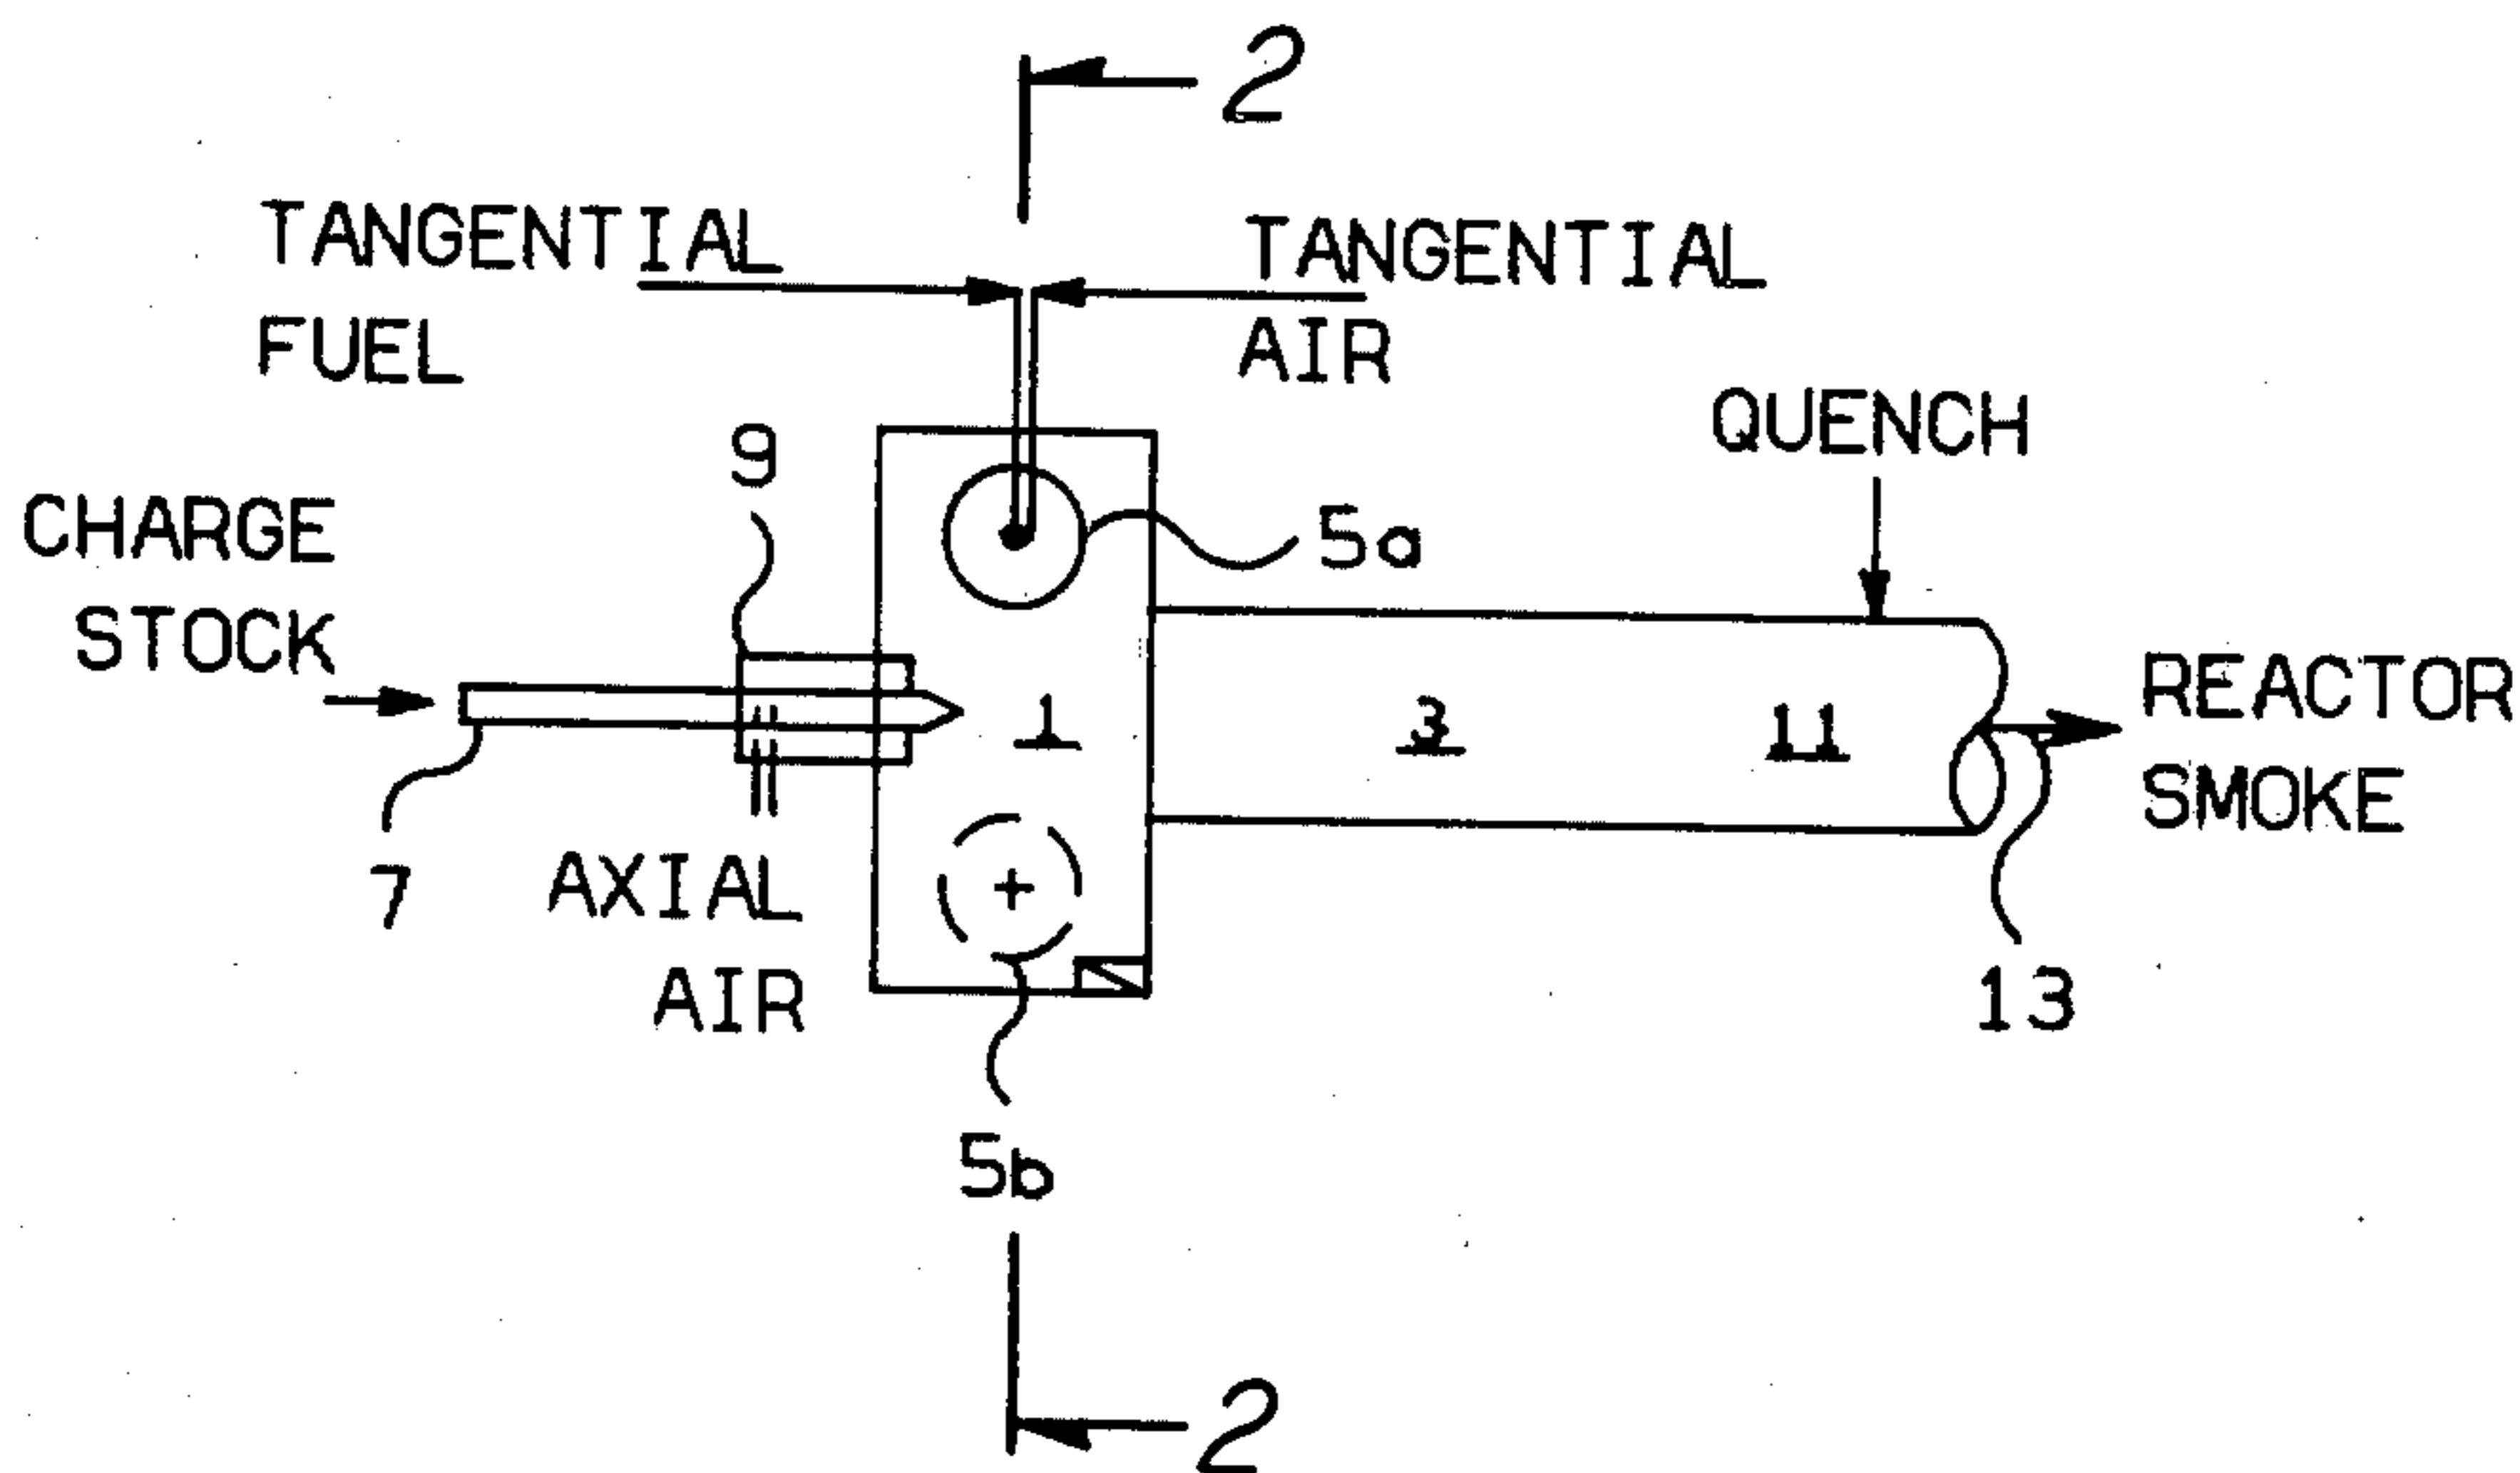 2
TANGENTIAL
FUEL
TANGENTIAL
AIR
QUENCH
9
CHARGE
STOCK
5a
1
3
11
REACTOR
SMOKE
7
AXIAL
AIR
13
5b
2